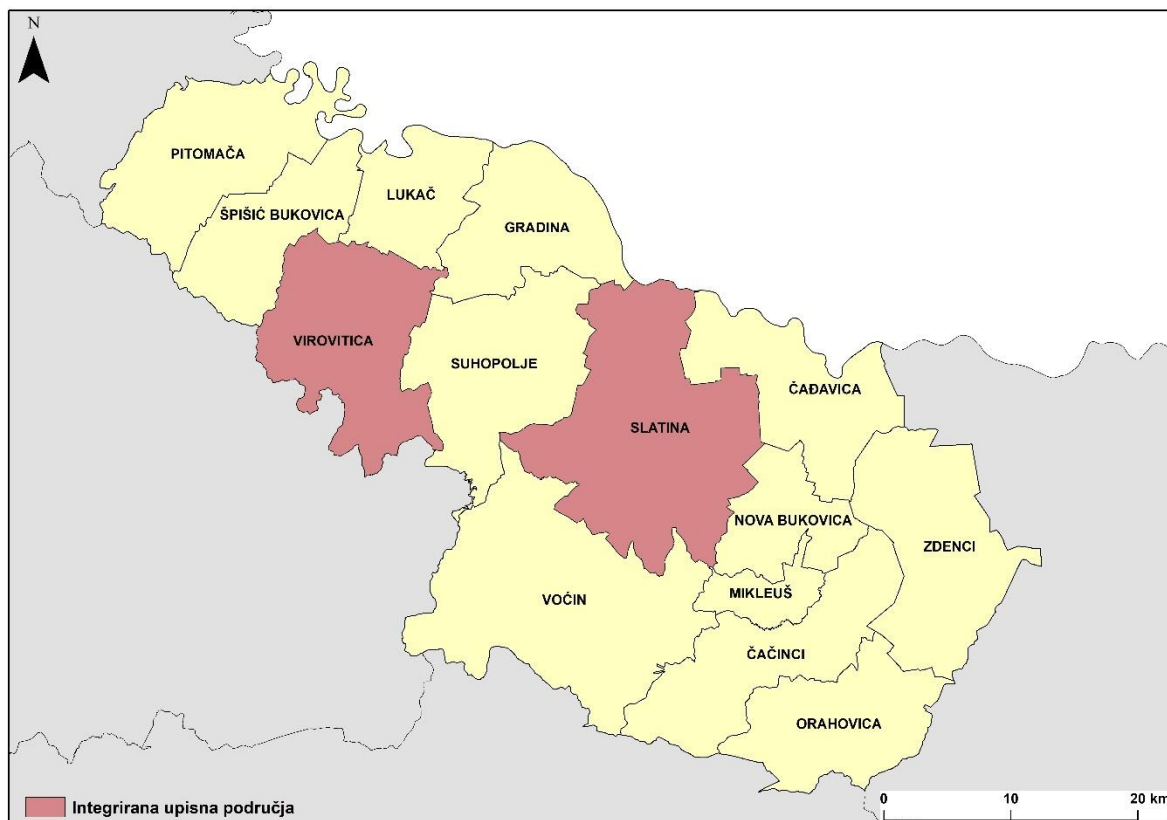 N
PITOMAČA
LUKAČ
ŠPIŠIĆ BUKOVICA
GRADINA
VIROVITICA
SUHOPOLJE
ČAĐAVICA
SLATINA
NOVA BUKOVICA
ZDENCI
MIKLEUŠ
VOĆIN
ČAČINCI
ORAHOVICA
Integrirana upisna područja
0 10 20 km